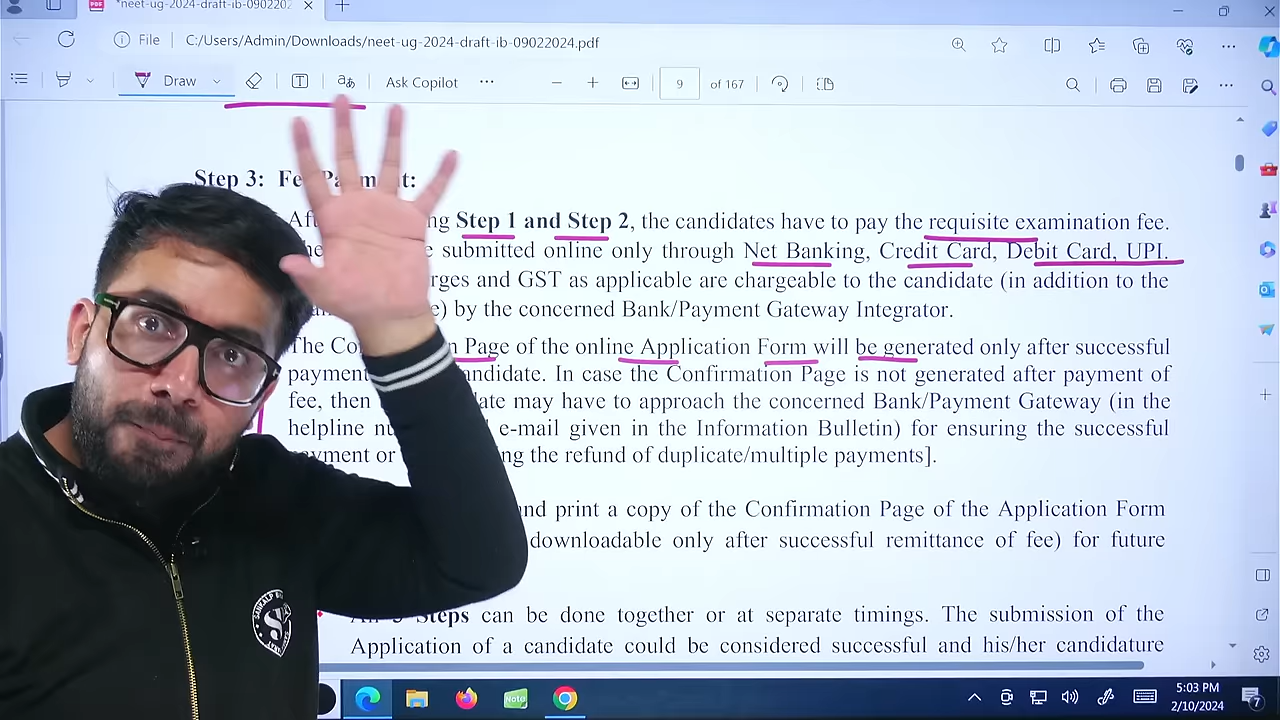 *neet-ug-2024-draft-ib-090220
File C:/Users/Admin/Downloads/neet-ug-2024-draft-ib-09022024.pdf
Draw Ask Copilot 9 of 167
Step 3:
Step 1 and Step 2, the candidates have to pay the requisite examination fee.
submitted online only through Net Banking, Credit Card, Debit Card, UPI.
and GST as applicable are chargeable to the candidate (in addition to the
by the concerned Bank/Payment Gateway Integrator.
The Page of the online Application Form will be generated only after successful
payment andidate. In case the Confirmation Page is not generated after payment of
fee, then may have to approach the concerned Bank/Payment Gateway (in the
helpline e-mail given in the Information Bulletin) for ensuring the successful
or the refund of duplicate/multiple payments].
and print a copy of the Confirmation Page of the Application Form
downloadable only after successful remittance of fee) for future
Steps can be done together or at separate timings. The submission of the
Application of a candidate could be considered successful and his/her candidature
Note
5:03 PM
2/10/2024
7